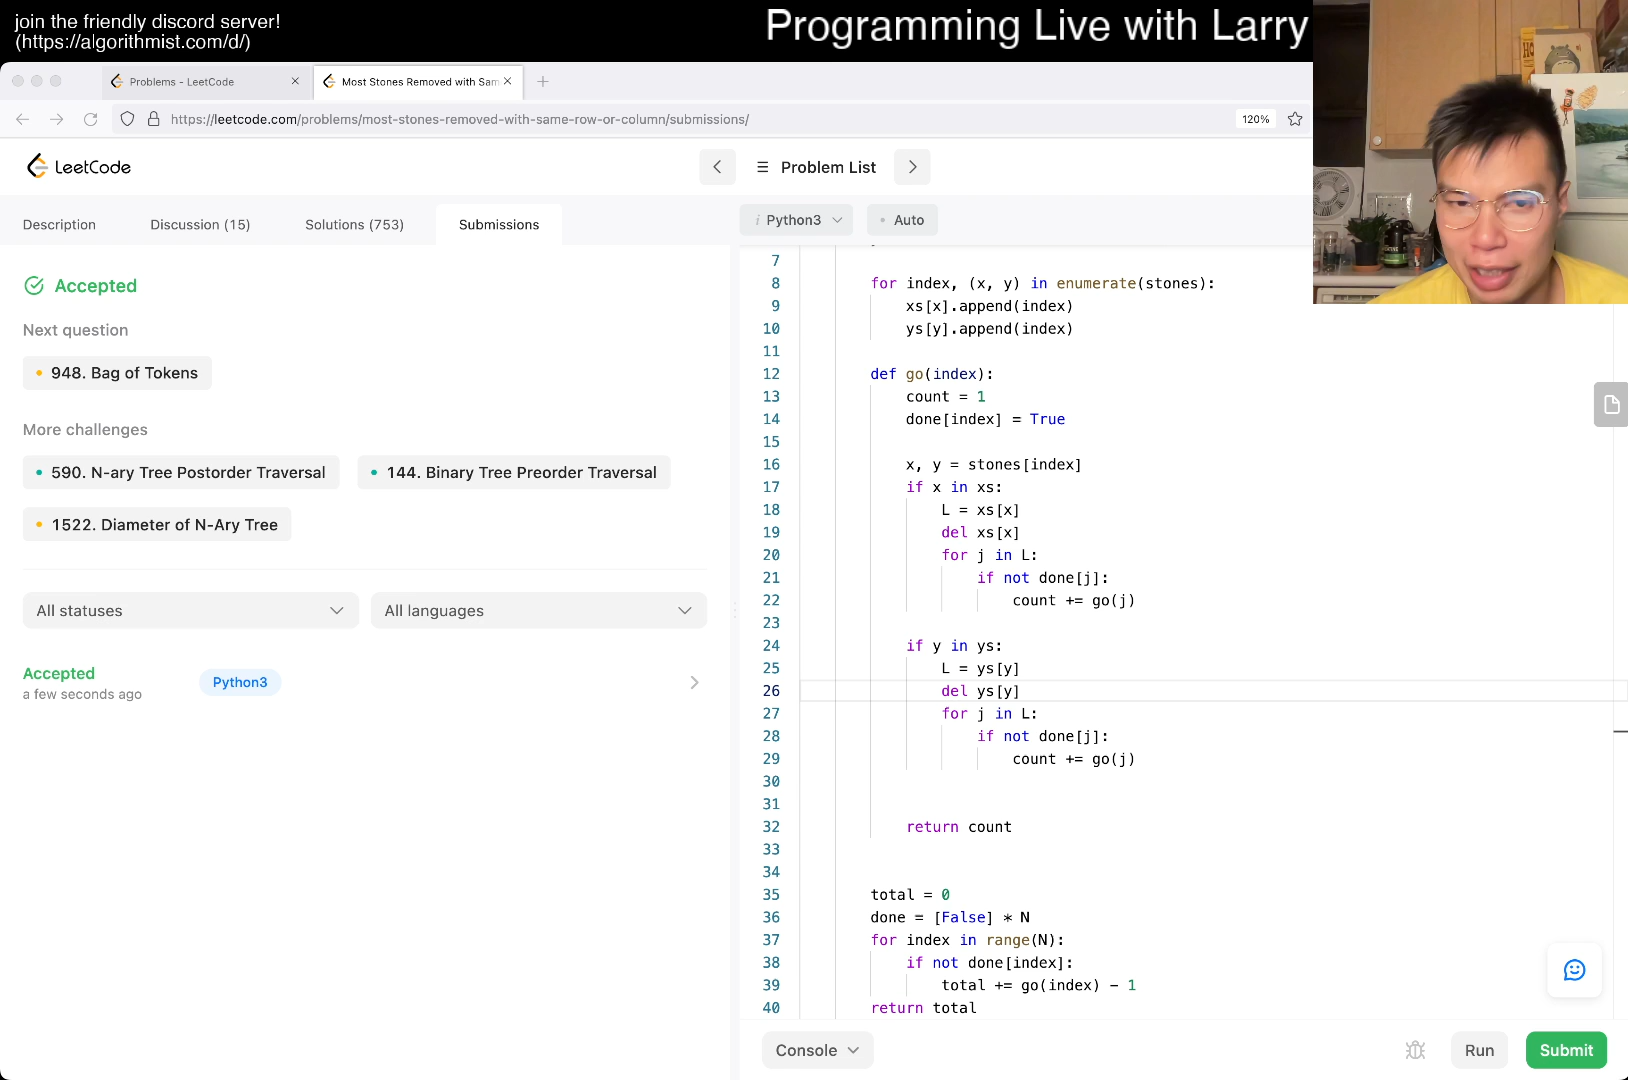 join the friendly discord server!
(https://algorithmist.com/d/)
Programming Live with Larry
Problems - LeetCode
Most Stones Removed with Sam
https://leetcode.com/problems/most-stones-removed-with-same-row-or-column/submissions/
120%
LeetCode
Problem List
Description
Discussion (15)
Solutions (753)
Submissions
i Python3
Auto
Accepted
Next question
948. Bag of Tokens
More challenges
590. N-ary Tree Postorder Traversal
144. Binary Tree Preorder Traversal
1522. Diameter of N-Ary Tree
All statuses
All languages
Accepted
a few seconds ago
Python3
7
8 for index, (x, y) in enumerate(stones):
9 xs[x].append(index)
10 ys[y].append(index)
11
12 def go(index):
13 count = 1
14 done[index] = True
15
16 x, y = stones[index]
17 if x in xs:
18 L = xs[x]
19 del xs[x]
20 for j in L:
21 if not done[j]:
22 count += go(j)
23
24 if y in ys:
25 L = ys[y]
26 del ys[y]
27 for j in L:
28 if not done[j]:
29 count += go(j)
30
31
32 return count
33
34
35 total = 0
36 done = [False] * N
37 for index in range(N):
38 if not done[index]:
39 total += go(index) - 1
40 return total
Console
Run
Submit